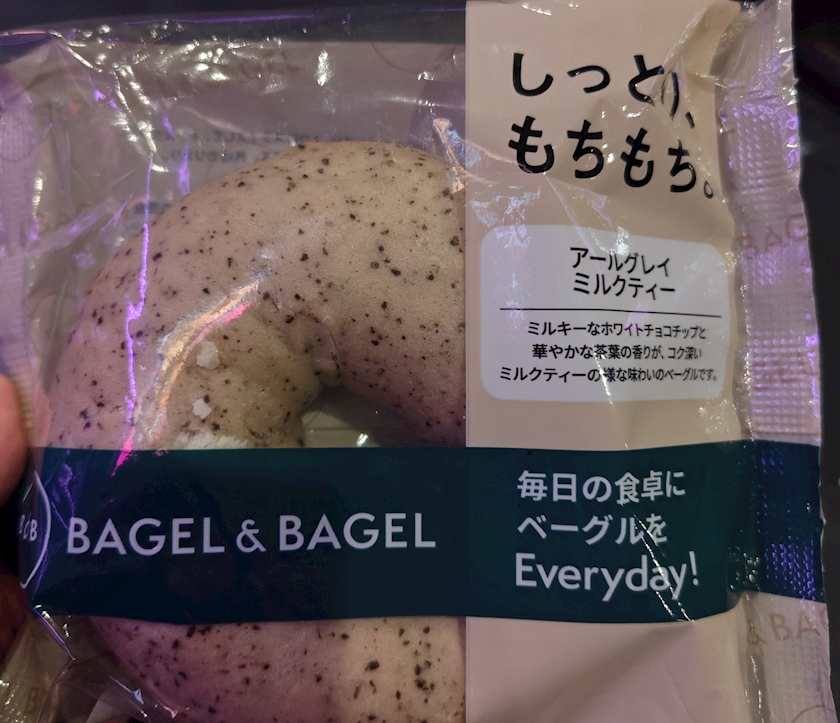 しっとり、
もちもち。
アールグレイ
ミルクティー
ミルキーなホワイトチョコチップと
華やかな茶葉の香りが、コク深い
ミルクティーの様な味わいのベーグルです。
B&B
BAGEL & BAGEL
毎日の食卓に
ベーグルを
Everyday!
BAG
& BAG